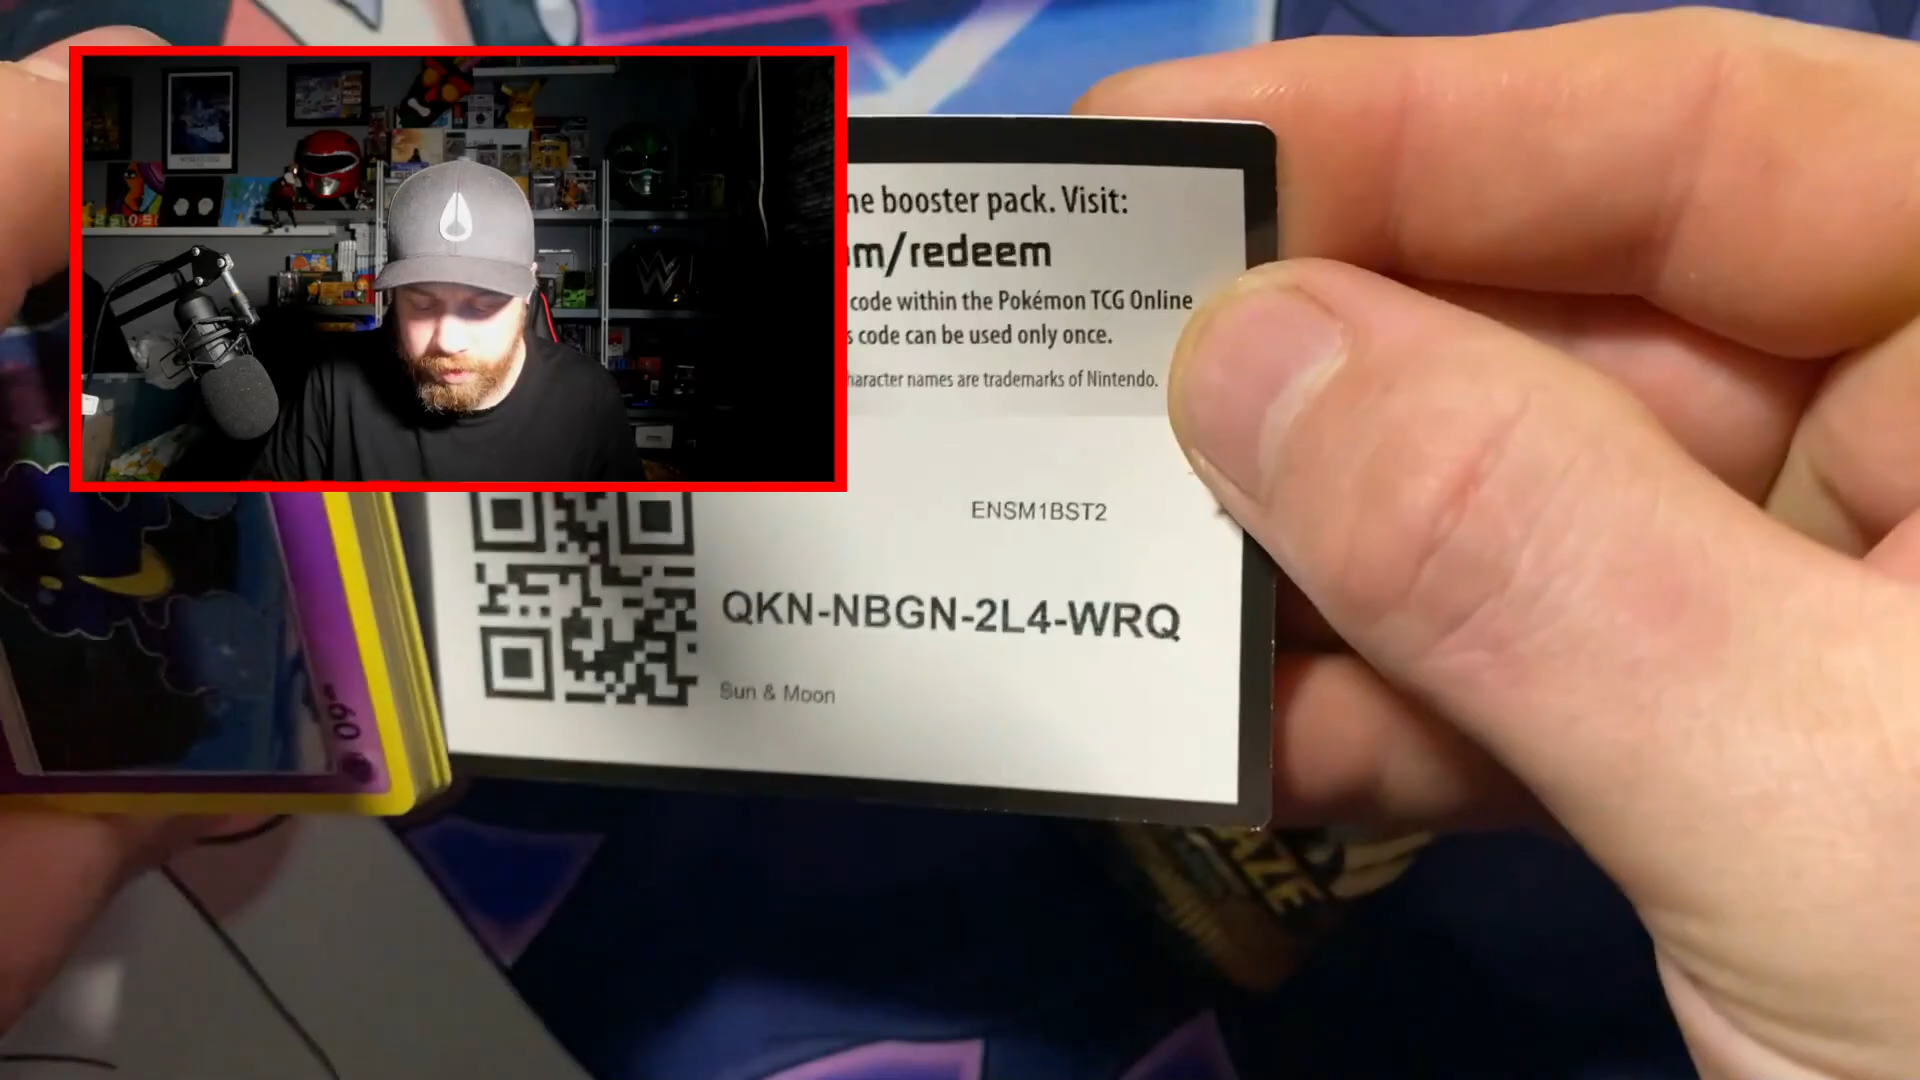 ne booster pack. Visit:
m/redeem
code within the Pokémon TCG Online
s code can be used only once.
haracter names are trademarks of Nintendo.
ENSM1BST2
QKN-NBGN-2L4-WRQ
Sun & Moon
60
AZE
W